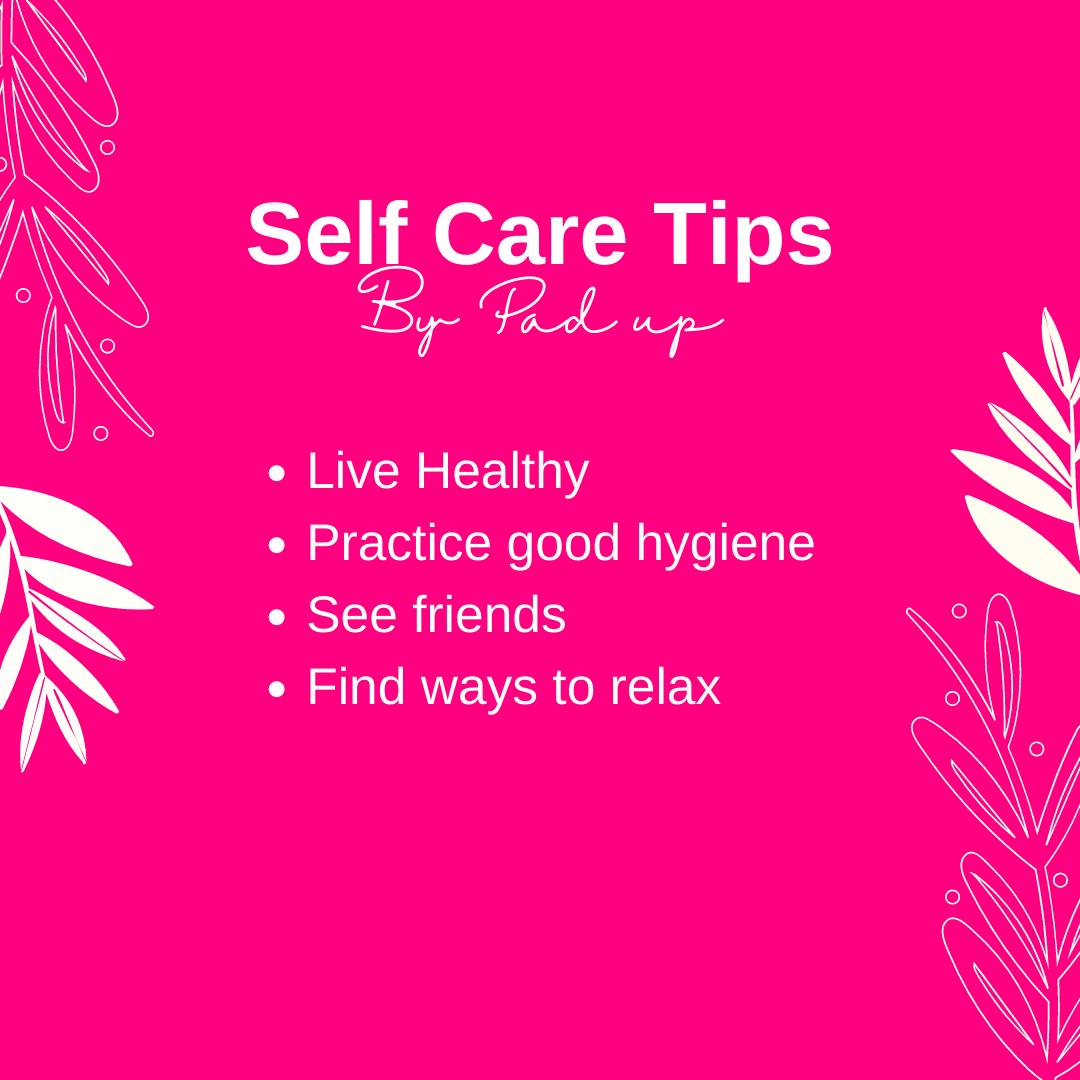 Self Care Tips
By Pad up
• Live Healthy
• Practice good hygiene
• See friends
• Find ways to relax